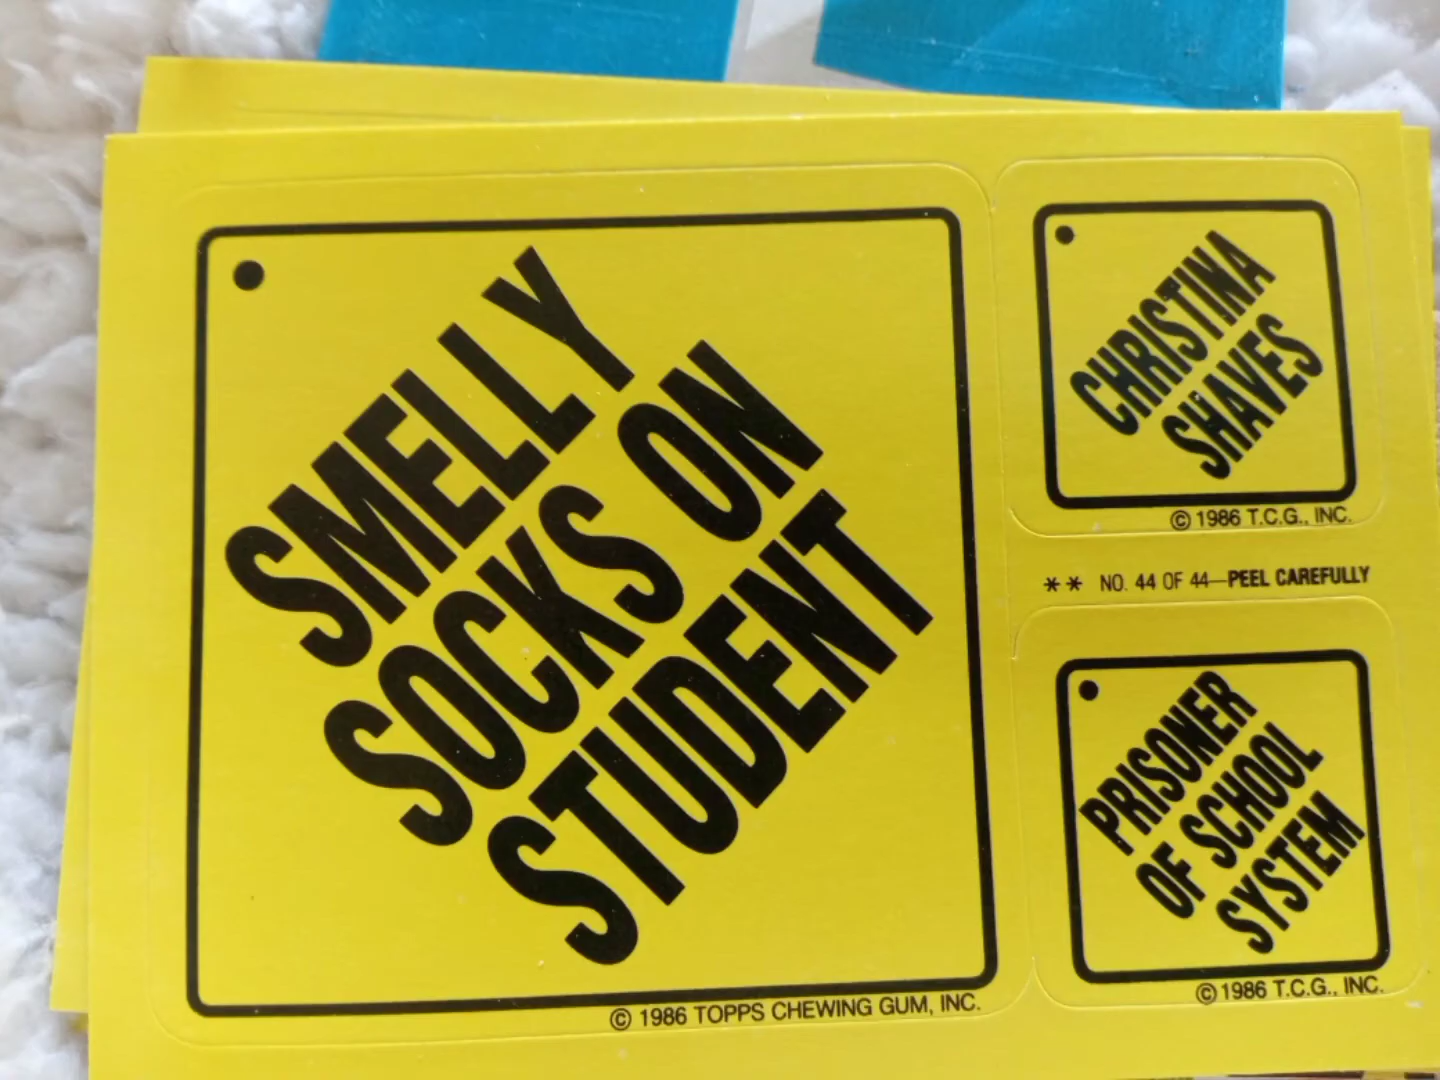 SMELLY
SOCKS ON
STUDENT
© 1986 TOPPS CHEWING GUM, INC.
CHRISTINA
SHAVES
© 1986 T.C.G., INC.
** NO. 44 OF 44—PEEL CAREFULLY
PRISONER
OF SCHOOL
SYSTEM
© 1986 T.C.G., INC.